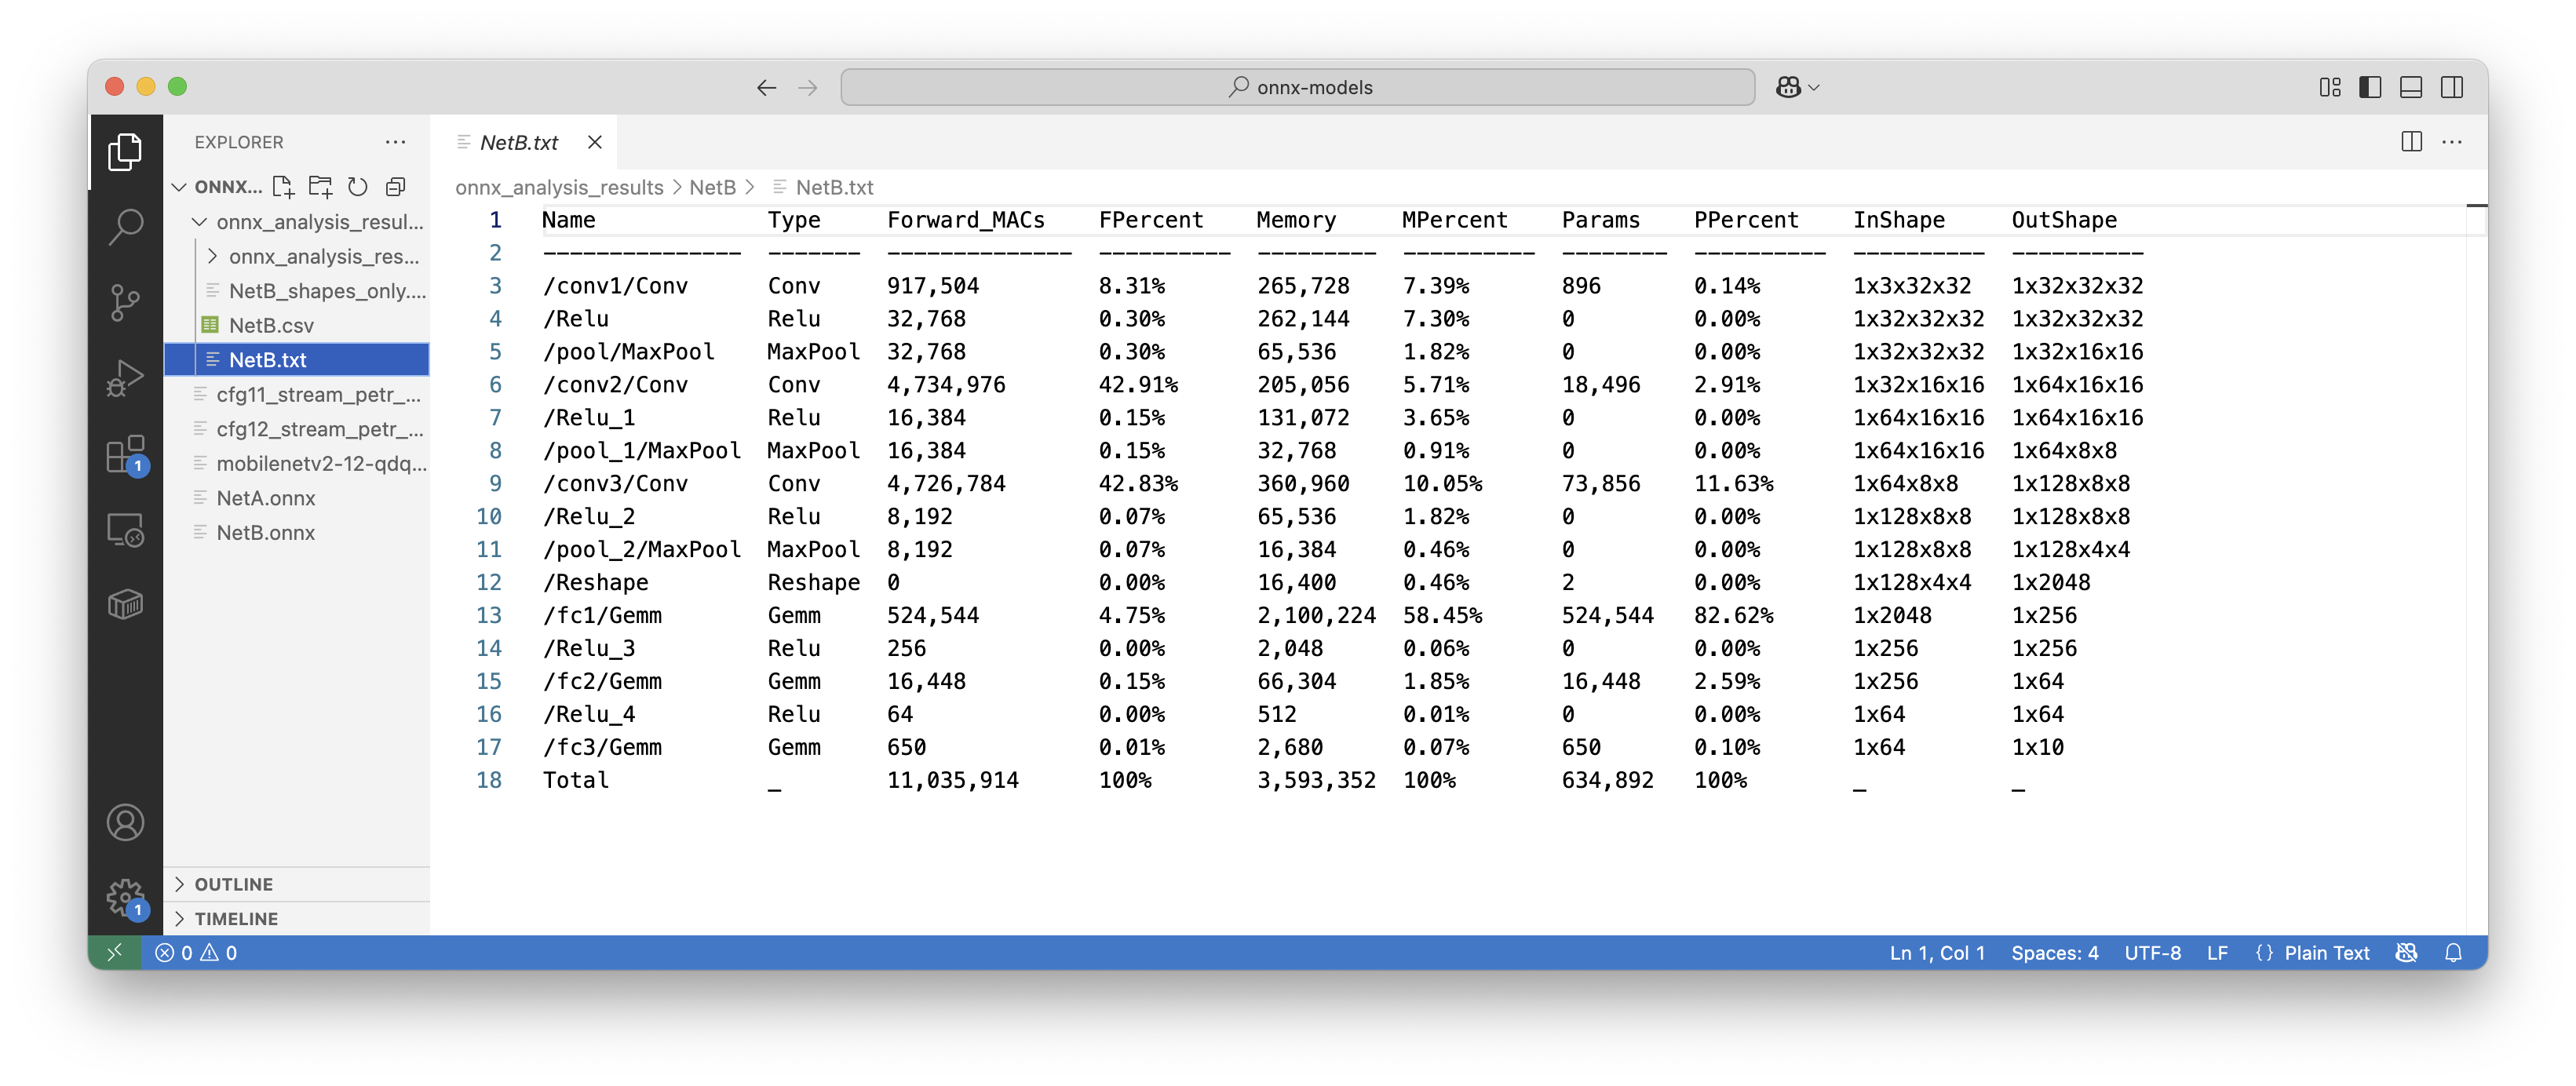 onnx-models
EXPLORER
ONNX...
onnx_analysis_resul...
onnx_analysis_res...
NetB_shapes_only....
NetB.csv
NetB.txt
cfg11_stream_petr_...
cfg12_stream_petr_...
mobilenetv2-12-qdq...
NetA.onnx
NetB.onnx
OUTLINE
TIMELINE
1
1
NetB.txt
onnx_analysis_results > NetB > NetB.txt
1 Name Type Forward_MACs FPercent Memory MPercent Params PPercent InShape OutShape
2 --------------- ------- -------------- ---------- --------- ---------- -------- ---------- ---------- ----------
3 /conv1/Conv Conv 917,504 8.31% 265,728 7.39% 896 0.14% 1x3x32x32 1x32x32x32
4 /Relu Relu 32,768 0.30% 262,144 7.30% 0 0.00% 1x32x32x32 1x32x32x32
5 /pool/MaxPool MaxPool 32,768 0.30% 65,536 1.82% 0 0.00% 1x32x32x32 1x32x16x16
6 /conv2/Conv Conv 4,734,976 42.91% 205,056 5.71% 18,496 2.91% 1x32x16x16 1x64x16x16
7 /Relu_1 Relu 16,384 0.15% 131,072 3.65% 0 0.00% 1x64x16x16 1x64x16x16
8 /pool_1/MaxPool MaxPool 16,384 0.15% 32,768 0.91% 0 0.00% 1x64x16x16 1x64x8x8
9 /conv3/Conv Conv 4,726,784 42.83% 360,960 10.05% 73,856 11.63% 1x64x8x8 1x128x8x8
10 /Relu_2 Relu 8,192 0.07% 65,536 1.82% 0 0.00% 1x128x8x8 1x128x8x8
11 /pool_2/MaxPool MaxPool 8,192 0.07% 16,384 0.46% 0 0.00% 1x128x8x8 1x128x4x4
12 /Reshape Reshape 0 0.00% 16,400 0.46% 2 0.00% 1x128x4x4 1x2048
13 /fc1/Gemm Gemm 524,544 4.75% 2,100,224 58.45% 524,544 82.62% 1x2048 1x256
14 /Relu_3 Relu 256 0.00% 2,048 0.06% 0 0.00% 1x256 1x256
15 /fc2/Gemm Gemm 16,448 0.15% 66,304 1.85% 16,448 2.59% 1x256 1x64
16 /Relu_4 Relu 64 0.00% 512 0.01% 0 0.00% 1x64 1x64
17 /fc3/Gemm Gemm 650 0.01% 2,680 0.07% 650 0.10% 1x64 1x10
18 Total _ 11,035,914 100% 3,593,352 100% 634,892 100% _ _
0 0 Ln 1, Col 1 Spaces: 4 UTF-8 LF {} Plain Text